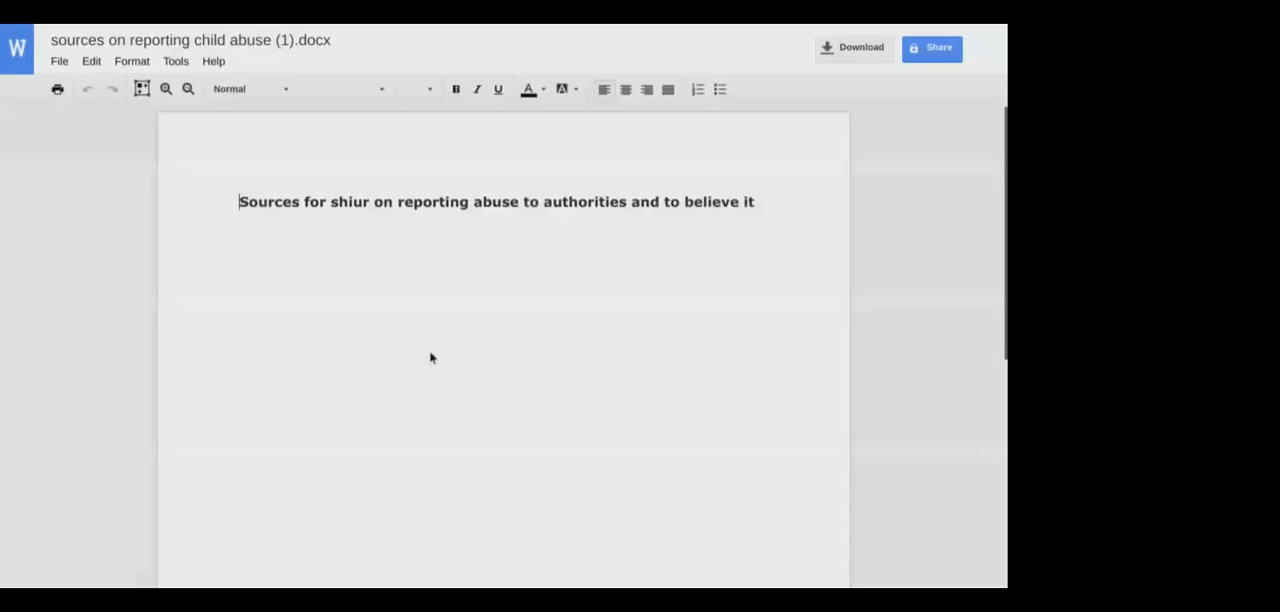 W
sources on reporting child abuse (1).docx
File Edit Format Tools Help
Download
Share
Normal
B I U A A
Sources for shiur on reporting abuse to authorities and to believe it